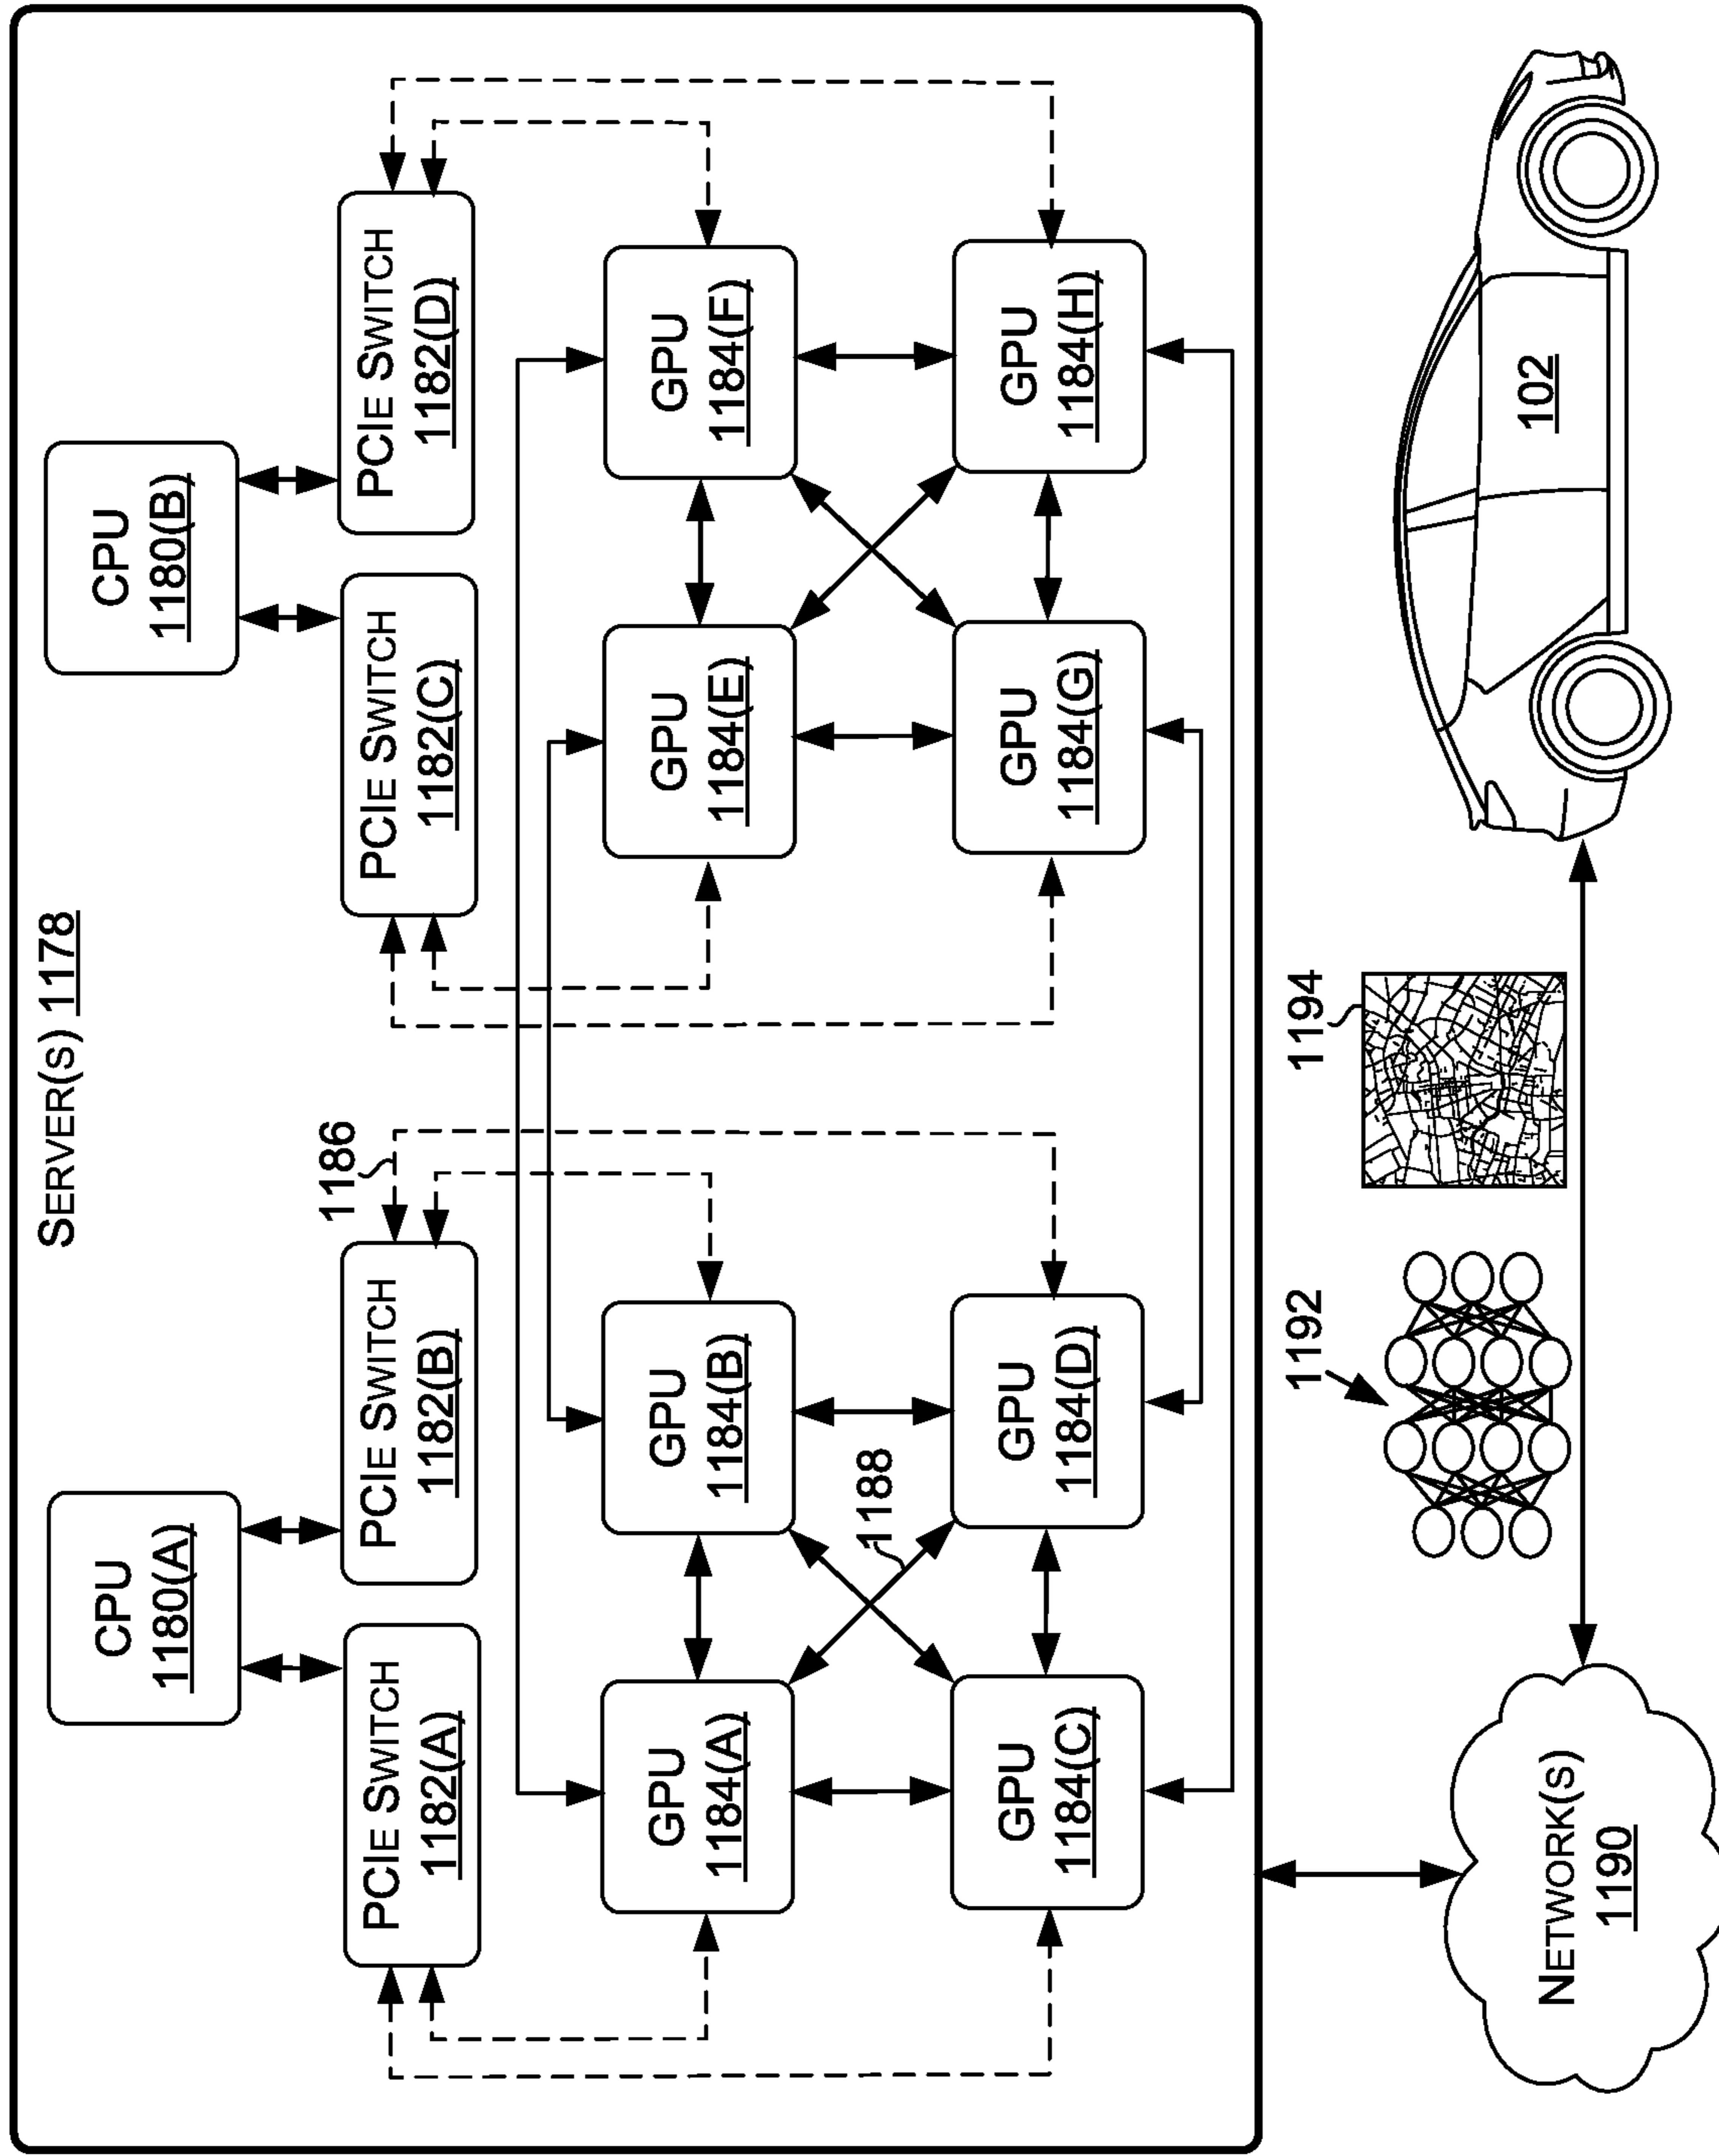 SERVER(S) 1178
CPU
1180(A)
CPU
1180(B)
PCIE SWITCH
1182(A)
PCIE SWITCH
1182(B)
1186
PCIE SWITCH
1182(C)
PCIE SWITCH
1182(D)
GPU
1184(A)
GPU
1184(B)
GPU
1184(E)
GPU
1184(F)
1188
GPU
1184(C)
GPU
1184(D)
GPU
1184(G)
GPU
1184(H)
NETWORK(S)
1190
1192
1194
102